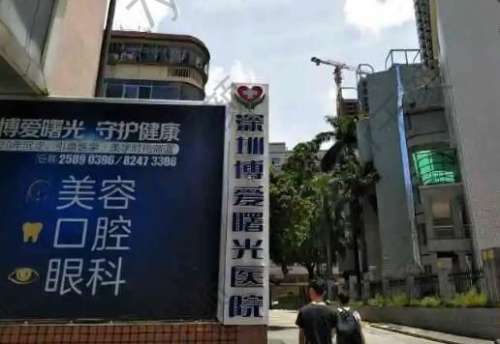 博爱曙光 守护健康
2589 0396/8247 3396
美容
口腔
眼科
深圳博爱曙光医院